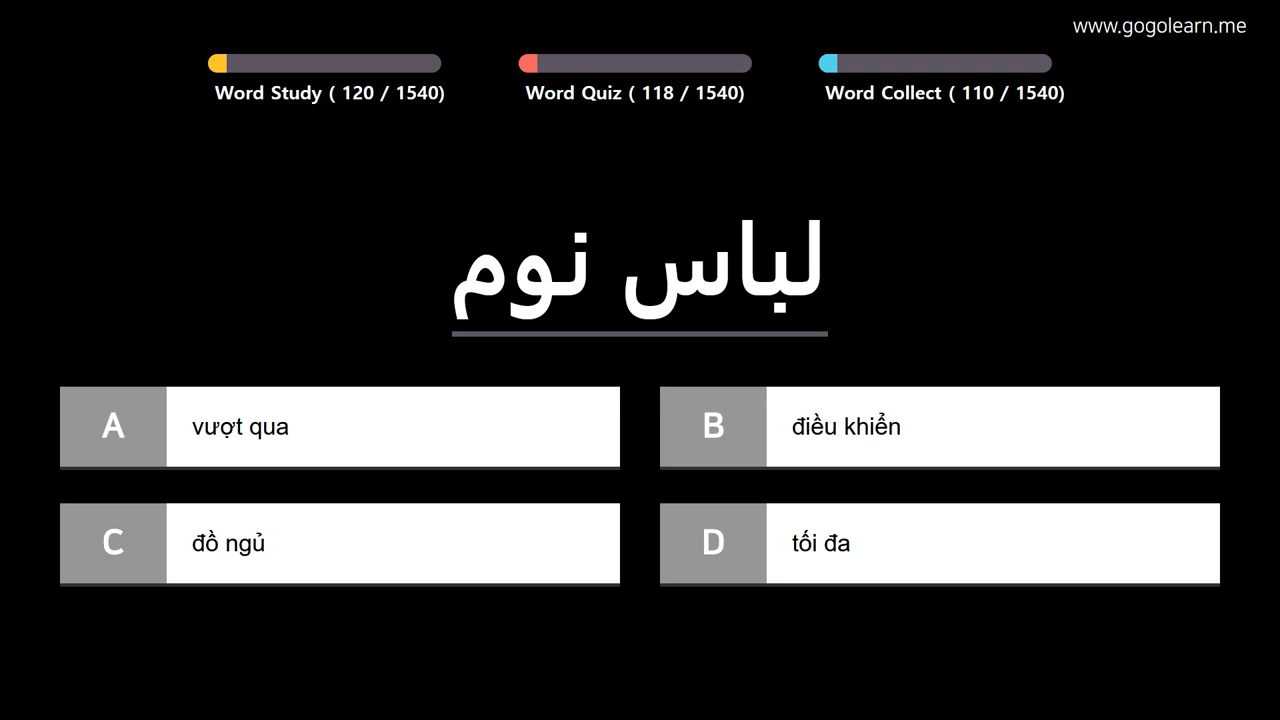 www.gogolearn.me
Word Study ( 120 / 1540)
Word Quiz ( 118 / 1540)
Word Collect ( 110 / 1540)
لباس نوم
A vượt qua
B điều khiển
C đồ ngủ
D tối đa